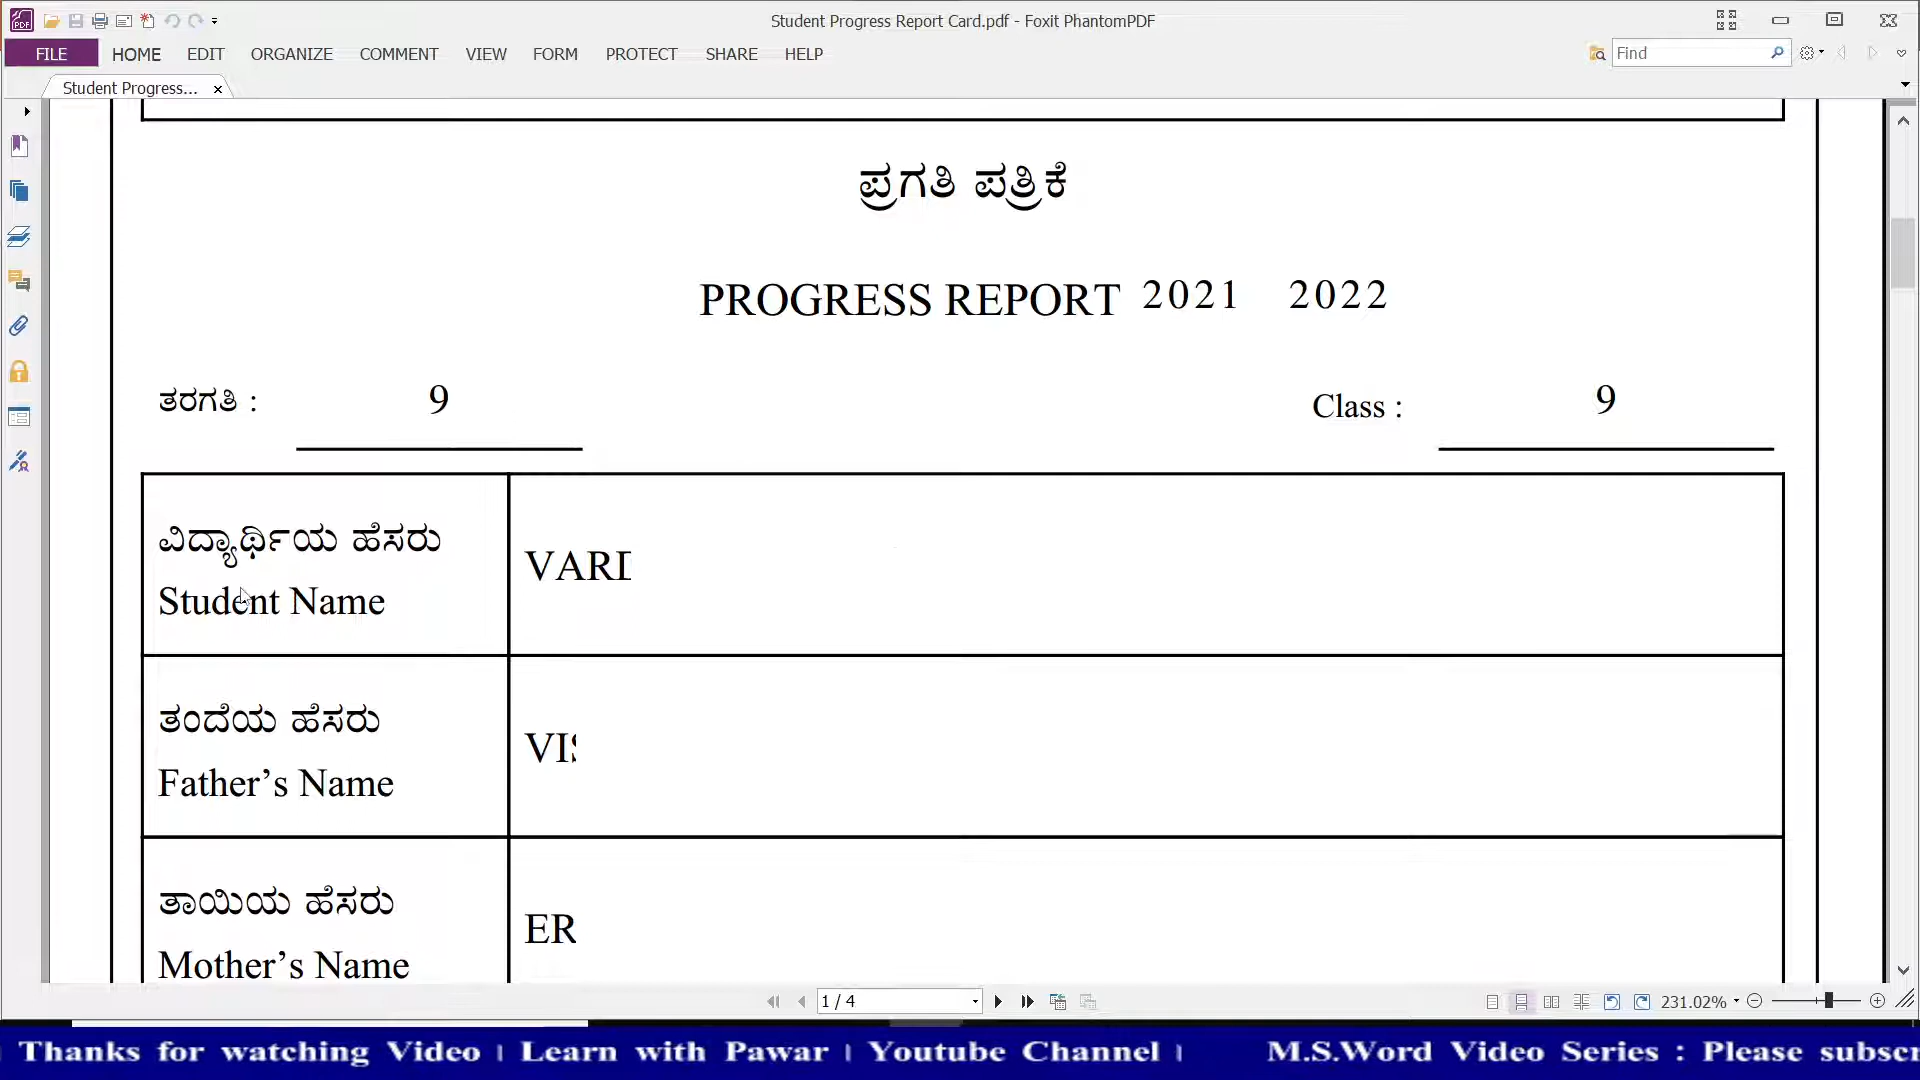 Student Progress Report Card.pdf - Foxit PhantomPDF
FILE HOME EDIT ORGANIZE COMMENT VIEW FORM PROTECT SHARE HELP
Find
Student Progress...
ಪ್ರಗತಿ ಪತ್ರಿಕೆ
PROGRESS REPORT 2021 2022
ತರಗತಿ : 9 Class : 9
ವಿದ್ಯಾರ್ಥಿಯ ಹೆಸರು
Student Name
VARD
ತಂದೆಯ ಹೆಸರು
Father’s Name
VIS
ತಾಯಿಯ ಹೆಸರು
Mother’s Name
ER
1 / 4
231.02%
Thanks for watching Video | Learn with Pawar | Youtube Channel | M.S.Word Video Series : Please subscr